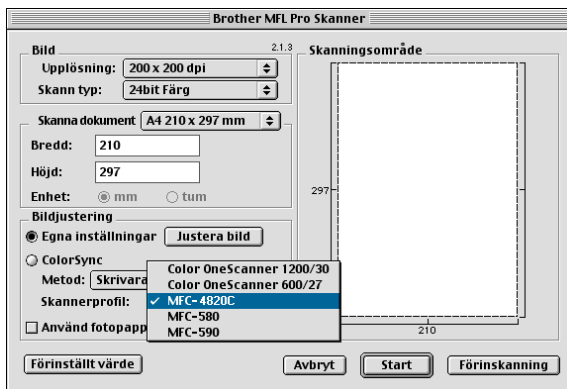 Brother MFL Pro Skanner
Bild
2.1.3
Upplösning: 200 x 200 dpi
Skann typ: 24bit Färg
Skanna dokument A4 210 x 297 mm
Bredd: 210
Höjd: 297
Enhet: mm tum
Bildjustering
Egna inställningar Justera bild
ColorSync
Metod: Skrivara
Skannerprofil:
Använd fotopapp
Color OneScanner 1200/30
Color OneScanner 600/27
✓ MFC-4820C
MFC-580
MFC-590
Skanningsområde
297
210
Förinställt värde
Avbryt Start Förinskanning